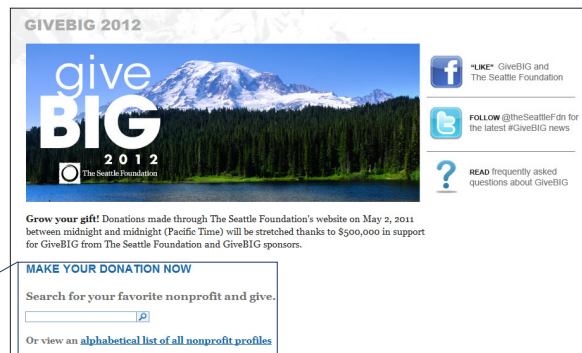 GIVEBIG 2012
give
BIG
2012
The Seattle Foundation
"LIKE" GiveBIG and
The Seattle Foundation
FOLLOW @theSeattleFdn for
the latest #GiveBIG news
READ frequently asked
questions about GiveBIG
Grow your gift! Donations made through The Seattle Foundation's website on May 2, 2011
between midnight and midnight (Pacific Time) will be stretched thanks to $500,000 in support
for GiveBIG from The Seattle Foundation and GiveBIG sponsors.
MAKE YOUR DONATION NOW
Search for your favorite nonprofit and give.
Or view an alphabetical list of all nonprofit profiles